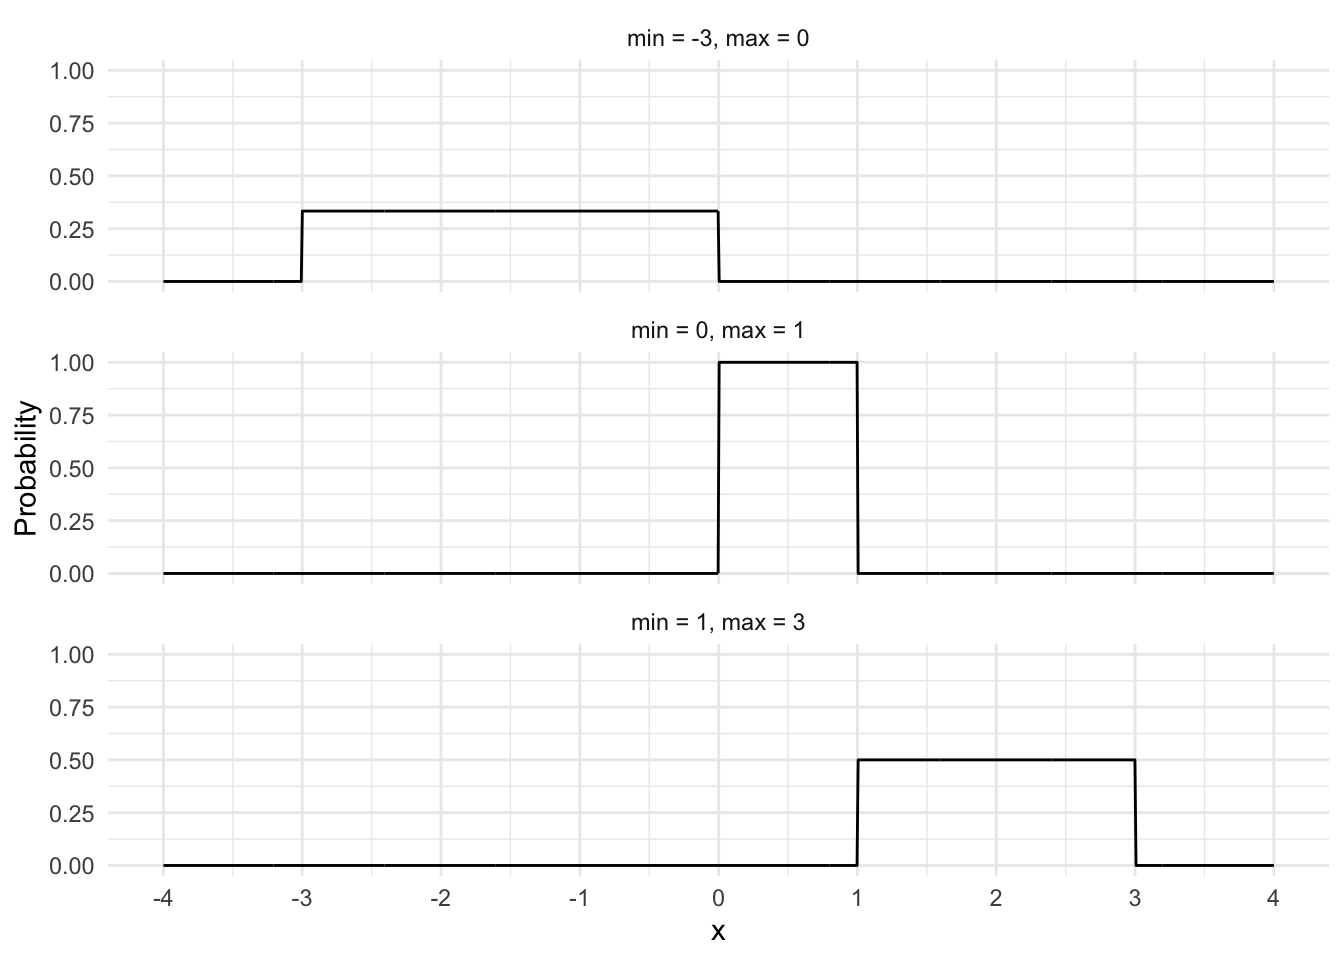 min = -3, max = 0
1.00
0.75
0.50
0.25
0.00
min = 0, max = 1
1.00
0.75
0.50
0.25
0.00
Probability
min = 1, max = 3
1.00
0.75
0.50
0.25
0.00
-4 -3 -2 -1 0 1 2 3 4
x